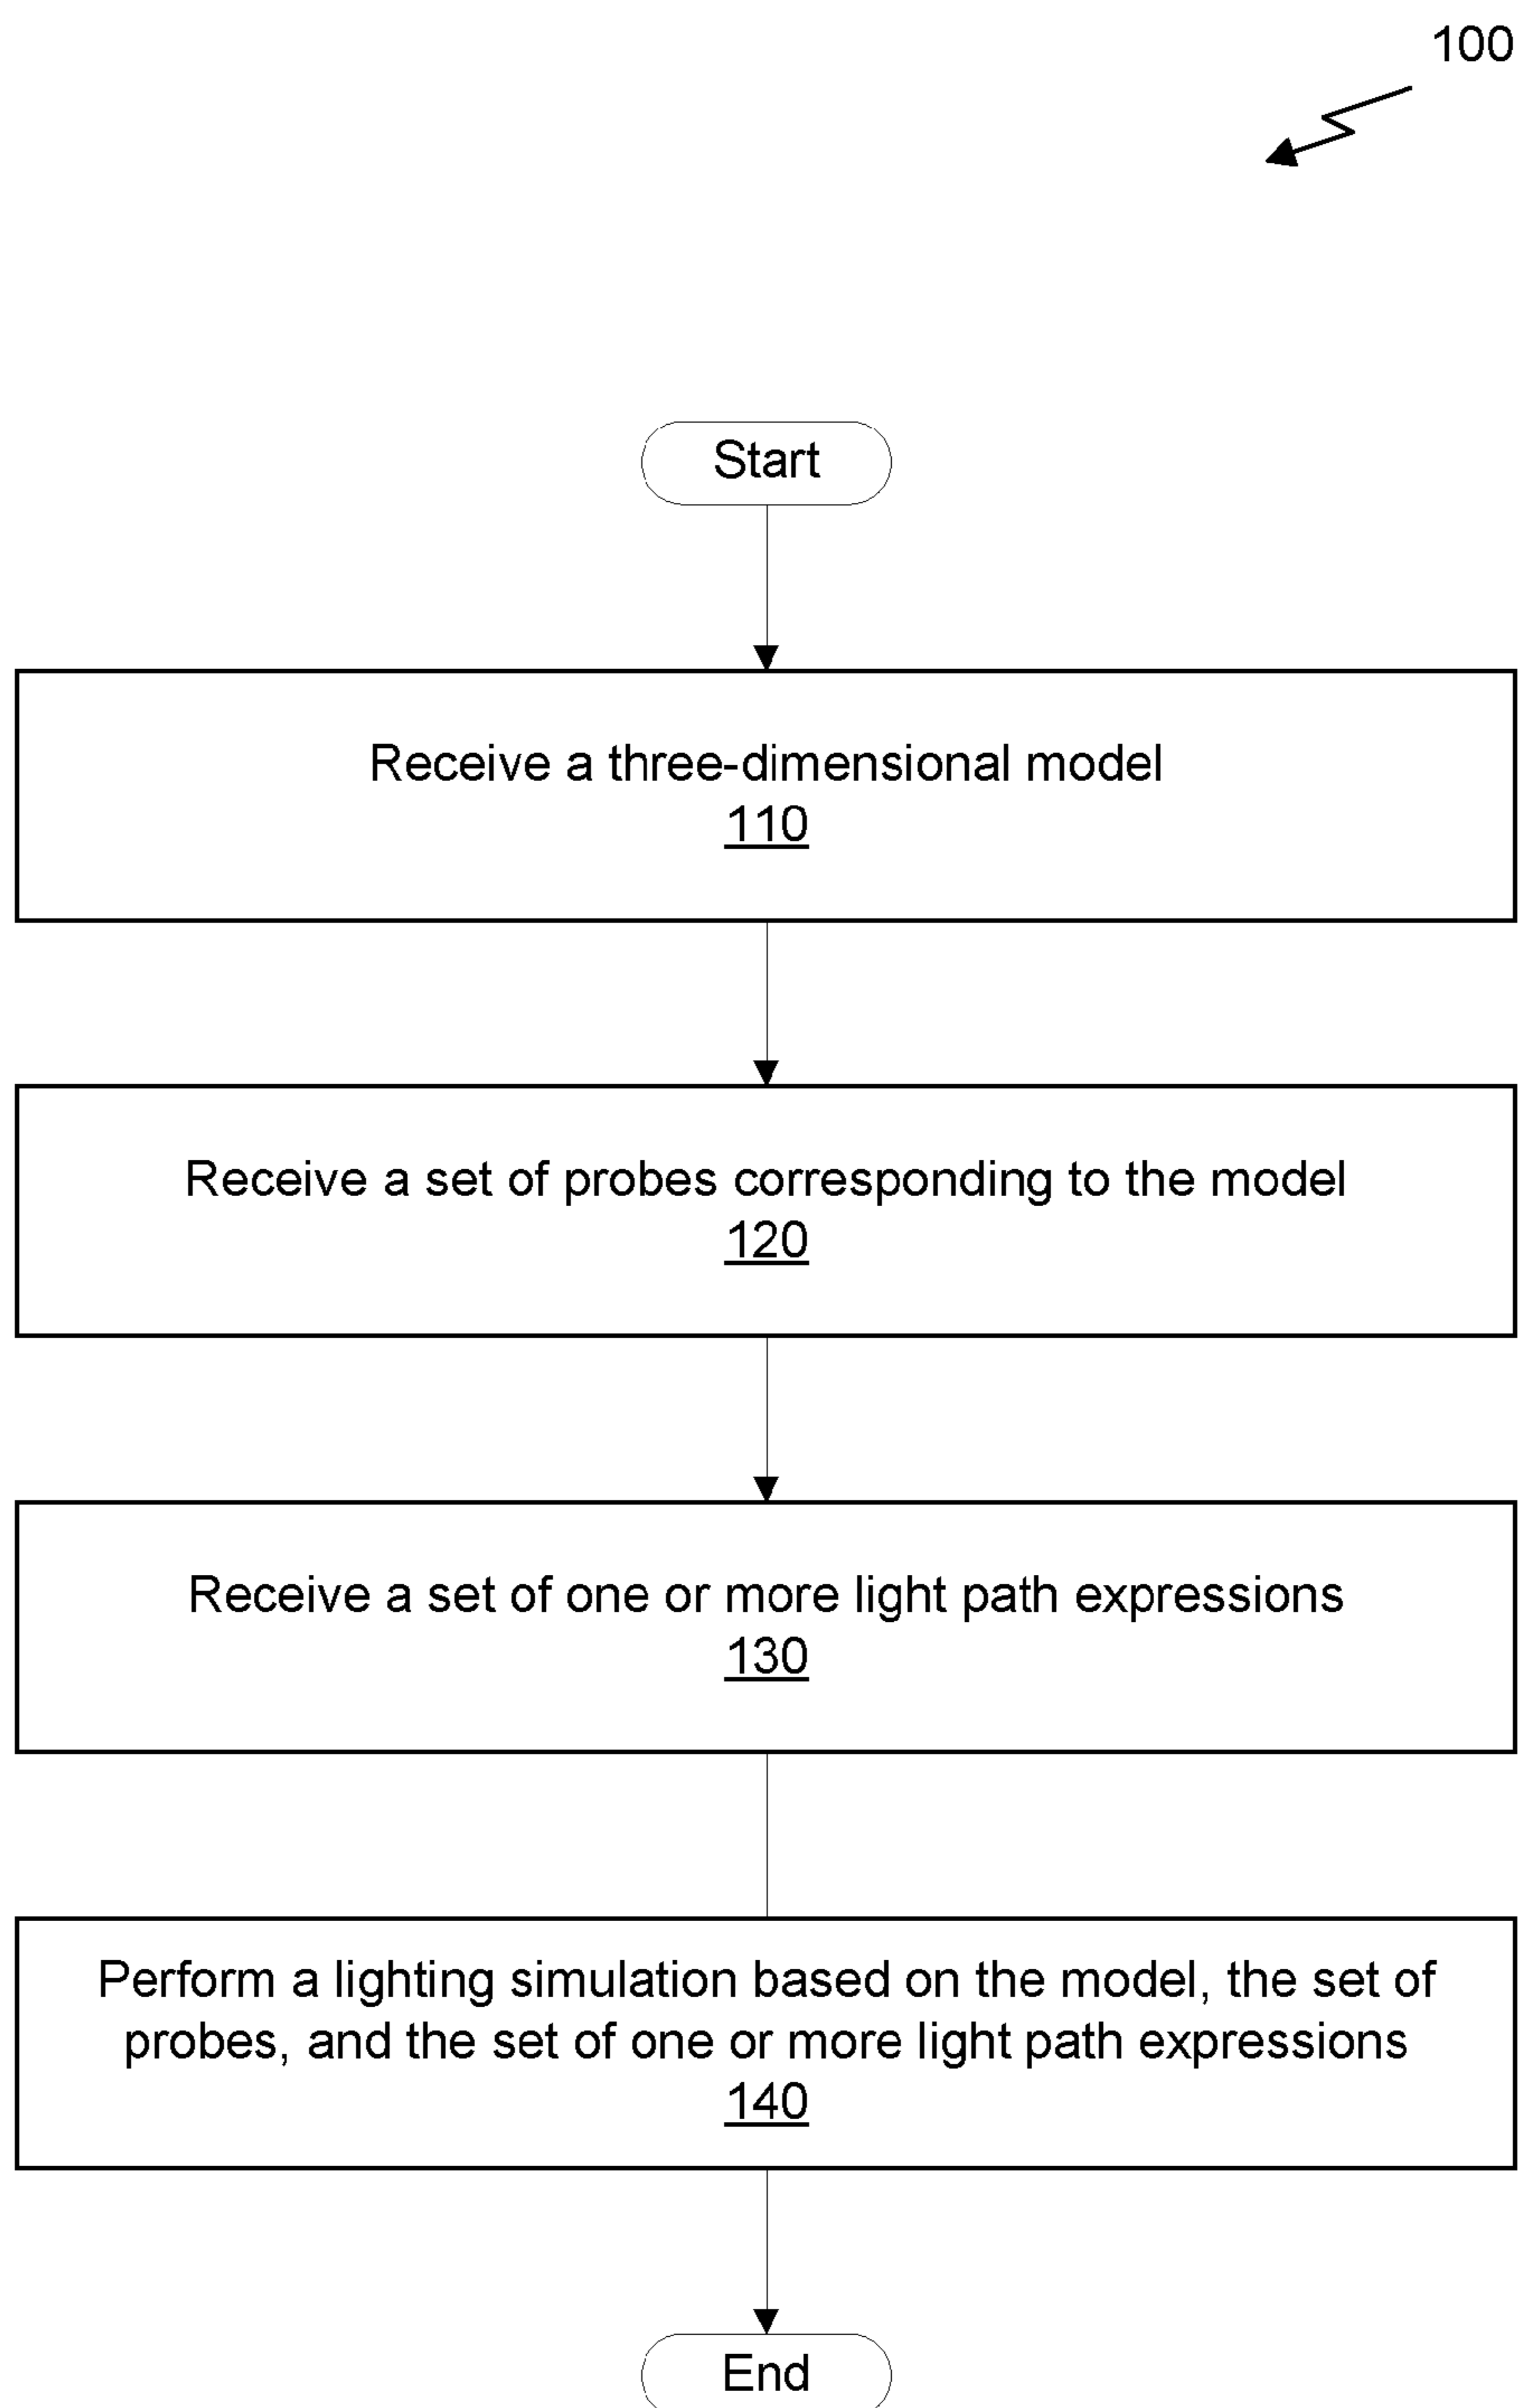 100
Start
Receive a three-dimensional model
110
Receive a set of probes corresponding to the model
120
Receive a set of one or more light path expressions
130
Perform a lighting simulation based on the model, the set of
probes, and the set of one or more light path expressions
140
End